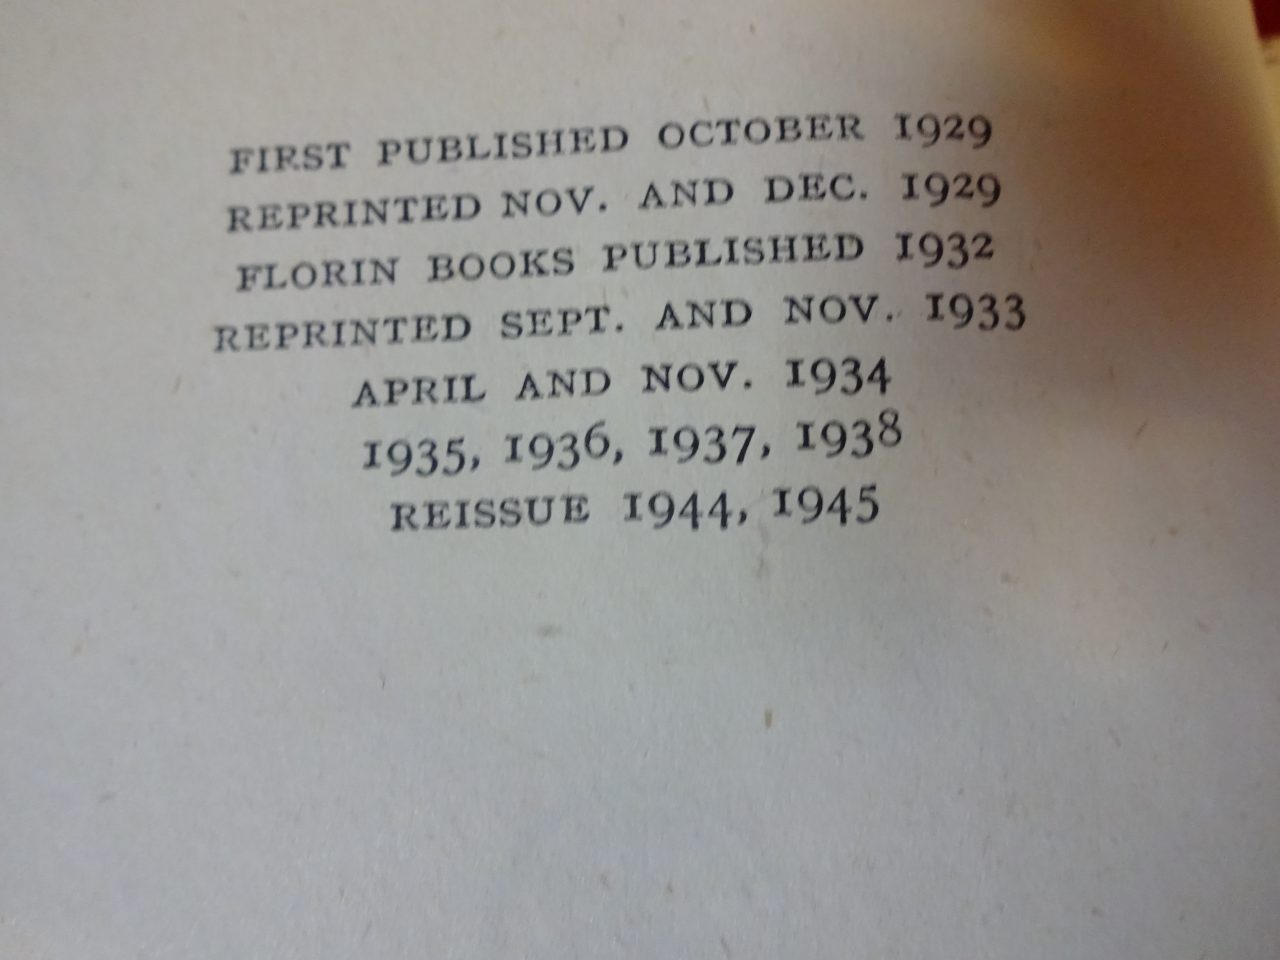 FIRST PUBLISHED OCTOBER 1929
REPRINTED NOV. AND DEC. 1929
FLORIN BOOKS PUBLISHED 1932
REPRINTED SEPT. AND NOV. 1933
APRIL AND NOV. 1934
1935, 1936, 1937, 1938
REISSUE 1944, 1945